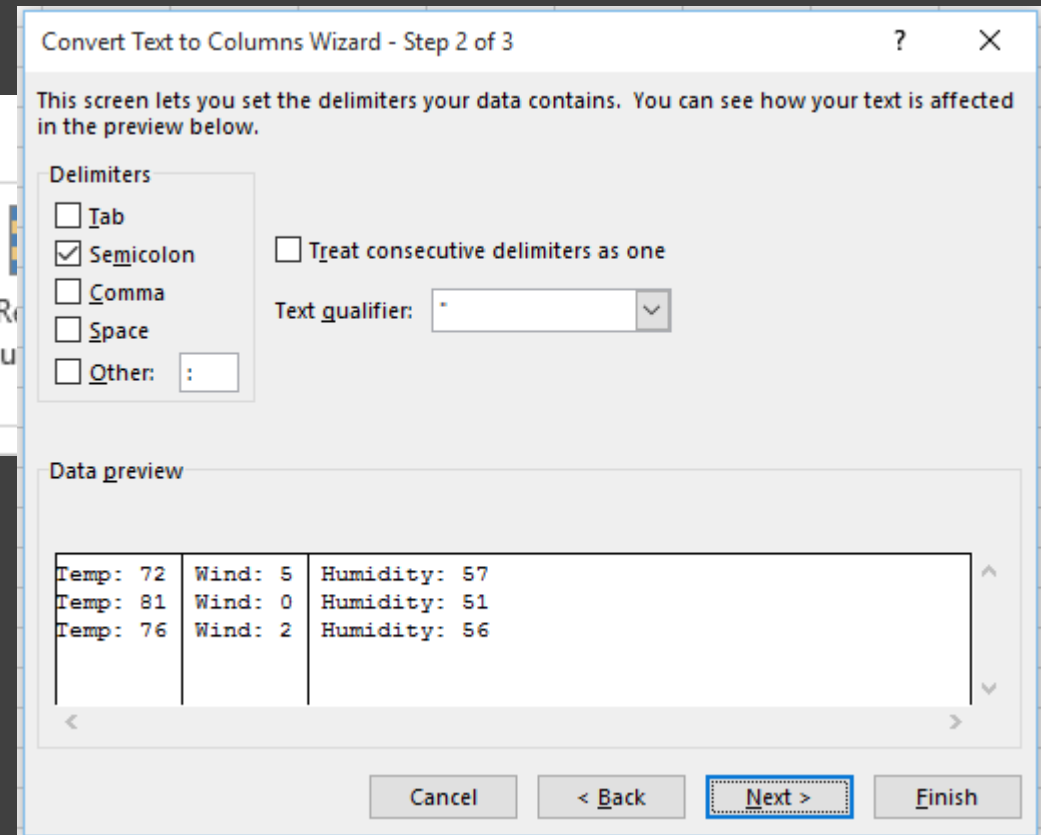 Convert Text to Columns Wizard - Step 2 of 3
?
This screen lets you set the delimiters your data contains. You can see how your text is affected
in the preview below.
Delimiters
Tab
Semicolon
Comma
Space
Other: :
Treat consecutive delimiters as one
Text qualifier: "
Data preview
Temp: 72 Wind: 5 Humidity: 57
Temp: 81 Wind: 0 Humidity: 51
Temp: 76 Wind: 2 Humidity: 56
Cancel < Back Next > Finish